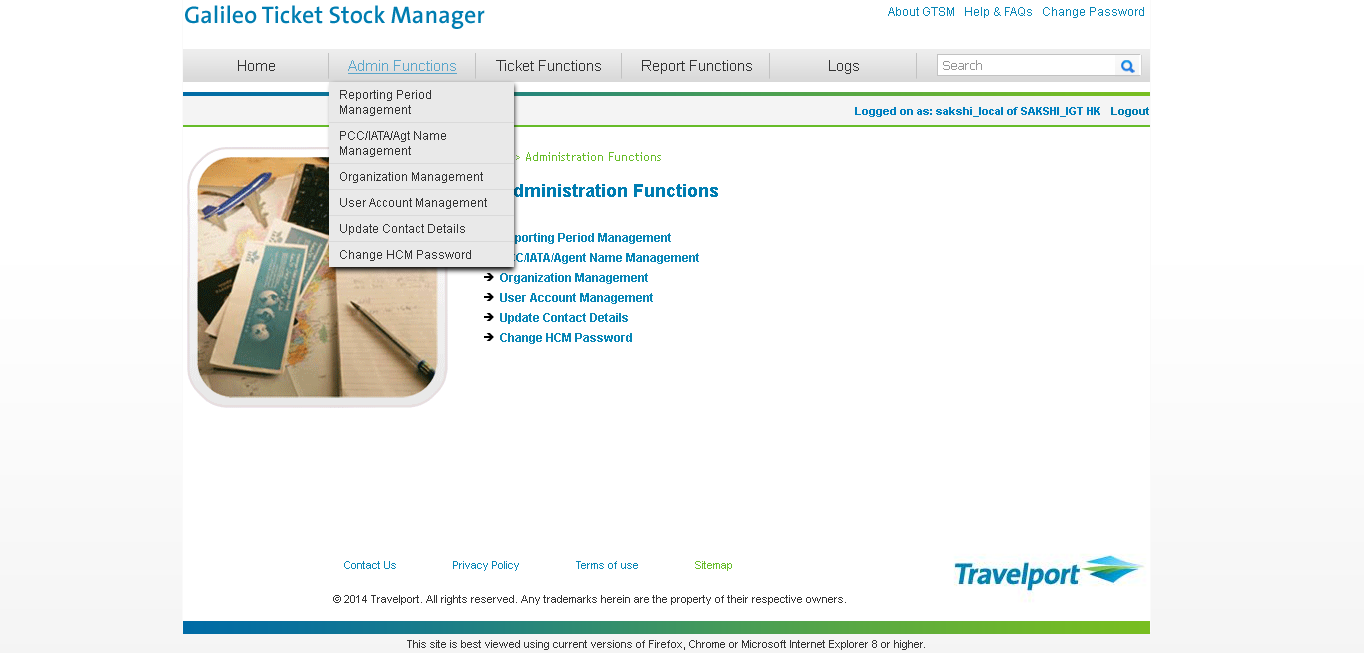 Galileo Ticket Stock Manager
About GTSM Help & FAQs Change Password
Home Admin Functions Ticket Functions Report Functions Logs Search
Logged on as: sakshi_local of SAKSHI_IGT HK Logout
Reporting Period
Management
PCC/IATA/Agt Name
Management
Organization Management
User Account Management
Update Contact Details
Change HCM Password
> Administration Functions
dministration Functions
porting Period Management
C/IATA/Agent Name Management
Organization Management
User Account Management
Update Contact Details
Change HCM Password
Contact Us Privacy Policy Terms of use Sitemap
Travelport
© 2014 Travelport. All rights reserved. Any trademarks herein are the property of their respective owners.
This site is best viewed using current versions of Firefox, Chrome or Microsoft Internet Explorer 8 or higher.